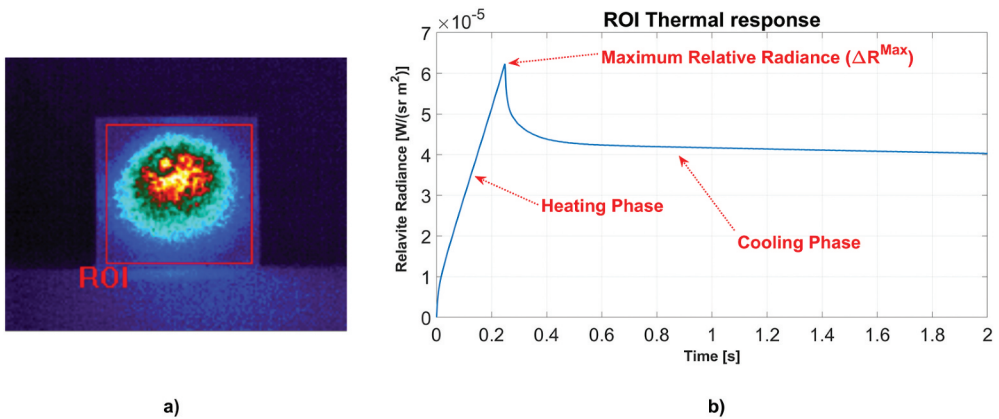 ROI
a)
ROI Thermal response
×10^-5
Maximum Relative Radiance (ΔR^Max)
Heating Phase
Cooling Phase
Relavite Radiance [W/(sr m²)]
7
6
5
4
3
2
1
0
0 0.2 0.4 0.6 0.8 1 1.2 1.4 1.6 1.8 2
Time [s]
b)